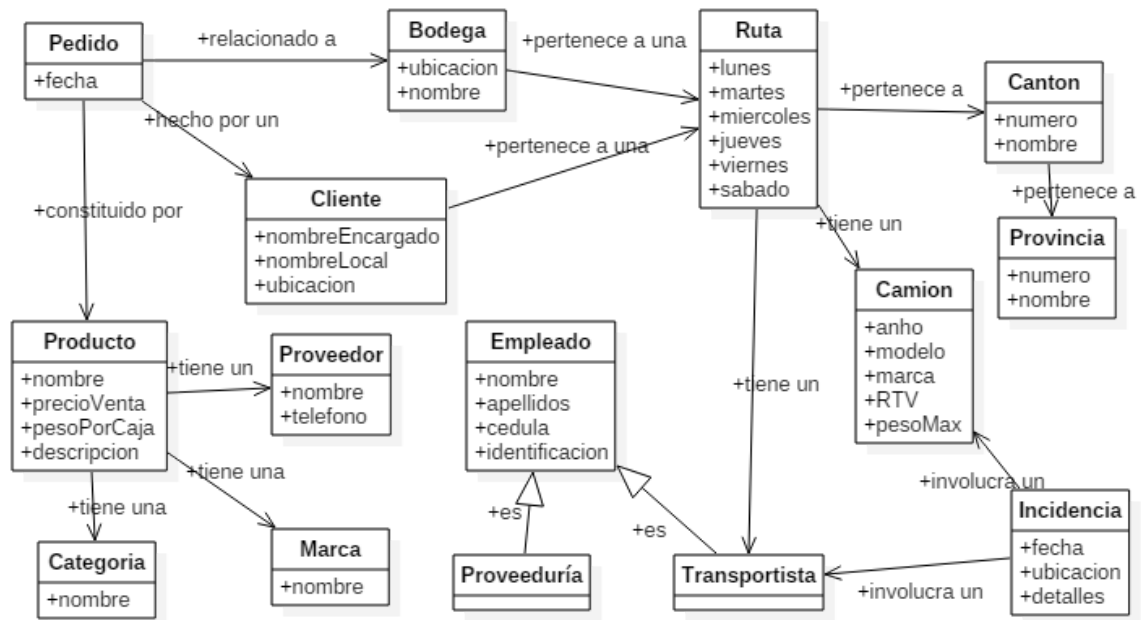 Pedido
+fecha
+relacionado a
Bodega
+ubicacion
+nombre
+pertenece a una
Ruta
+lunes
+martes
+miercoles
+jueves
+viernes
+sabado
+pertenece a
Canton
+numero
+nombre
+hecho por un
+pertenece a una
+pertenece a
+constituido por
Cliente
+nombreEncargado
+nombreLocal
+ubicacion
+tiene un
Provincia
+numero
+nombre
Camion
+anho
+modelo
+marca
+RTV
+pesoMax
Producto
+nombre
+precioVenta
+pesoPorCaja
+descripcion
+tiene un
Proveedor
+nombre
+telefono
Empleado
+nombre
+apellidos
+cedula
+identificacion
+tiene un
+tiene una
+tiene una
+involucra un
+es
+es
Incidencia
+fecha
+ubicacion
+detalles
Categoria
+nombre
Marca
+nombre
Proveeduría
Transportista
+involucra un